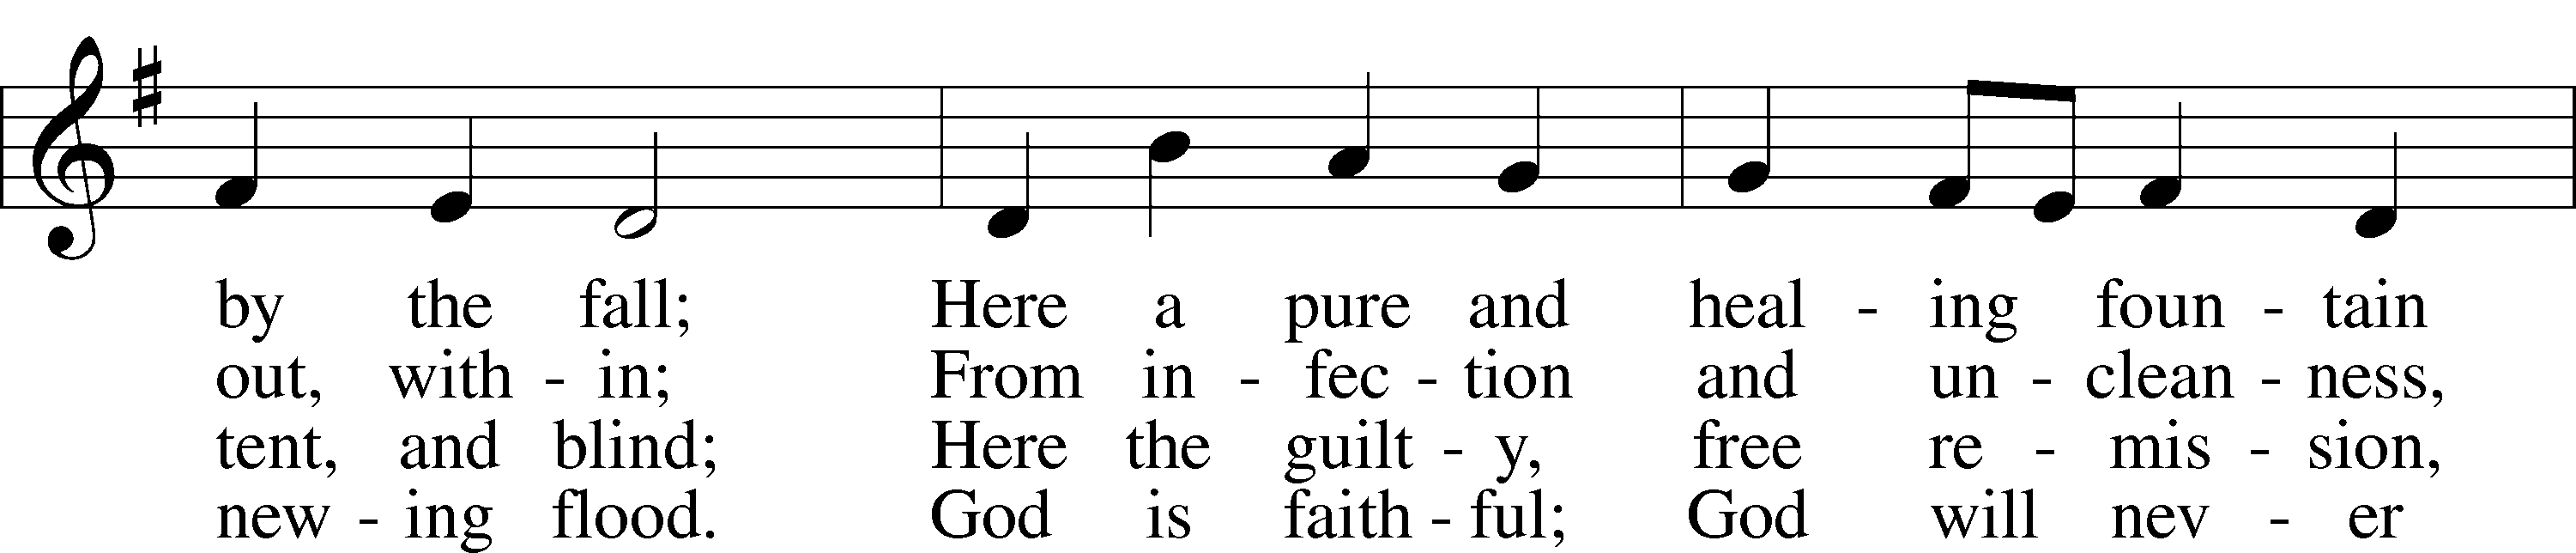 by the fall; Here a pure and heal - ing foun - tain
out, with - in; From in - fec - tion and un - clean - ness,
tent, and blind; Here the guilt - y, free re - mis - sion,
new - ing flood. God is faith - ful; God will nev - er